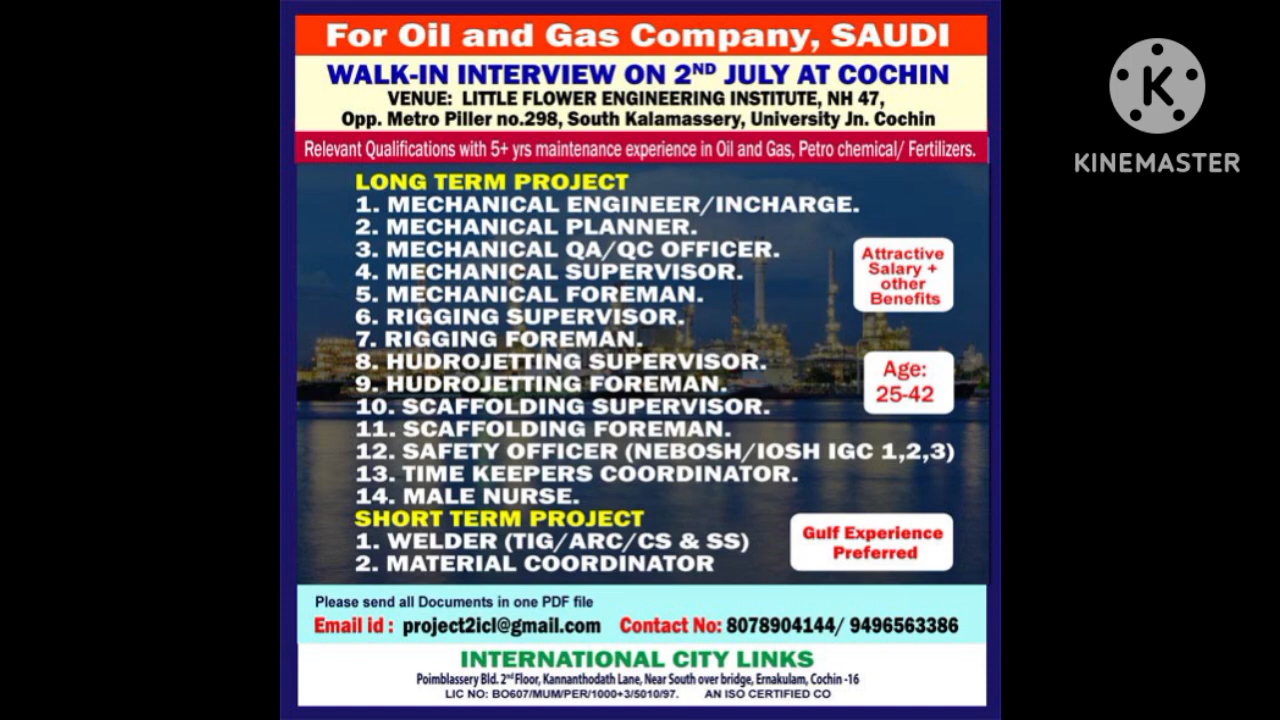 For Oil and Gas Company, SAUDI
WALK-IN INTERVIEW ON 2ND JULY AT COCHIN
VENUE: LITTLE FLOWER ENGINEERING INSTITUTE, NH 47,
Opp. Metro Piller no.298, South Kalamassery, University Jn. Cochin
Relevant Qualifications with 5+ yrs maintenance experience in Oil and Gas, Petro chemical/ Fertilizers.
LONG TERM PROJECT
1. MECHANICAL ENGINEER/INCHARGE.
2. MECHANICAL PLANNER.
3. MECHANICAL QA/QC OFFICER.
4. MECHANICAL SUPERVISOR.
5. MECHANICAL FOREMAN.
6. RIGGING SUPERVISOR.
7. RIGGING FOREMAN.
8. HUDROJETTING SUPERVISOR.
9. HUDROJETTING FOREMAN.
10. SCAFFOLDING SUPERVISOR.
11. SCAFFOLDING FOREMAN.
12. SAFETY OFFICER (NEBOSH/IOSH IGC 1,2,3)
13. TIME KEEPERS COORDINATOR.
14. MALE NURSE.
SHORT TERM PROJECT
1. WELDER (TIG/ARC/CS & SS)
2. MATERIAL COORDINATOR
Attractive
Salary +
other
Benefits
Age:
25-42
Gulf Experience
Preferred
Please send all Documents in one PDF file
Email id : project2icl@gmail.com Contact No: 8078904144/ 9496563386
INTERNATIONAL CITY LINKS
Poimblassery Bld. 2nd Floor, Kannanthodath Lane, Near South over bridge, Ernakulam, Cochin -16
LIC NO: BO607/MUM/PER/1000+3/5010/97. AN ISO CERTIFIED CO
K
KINEMASTER